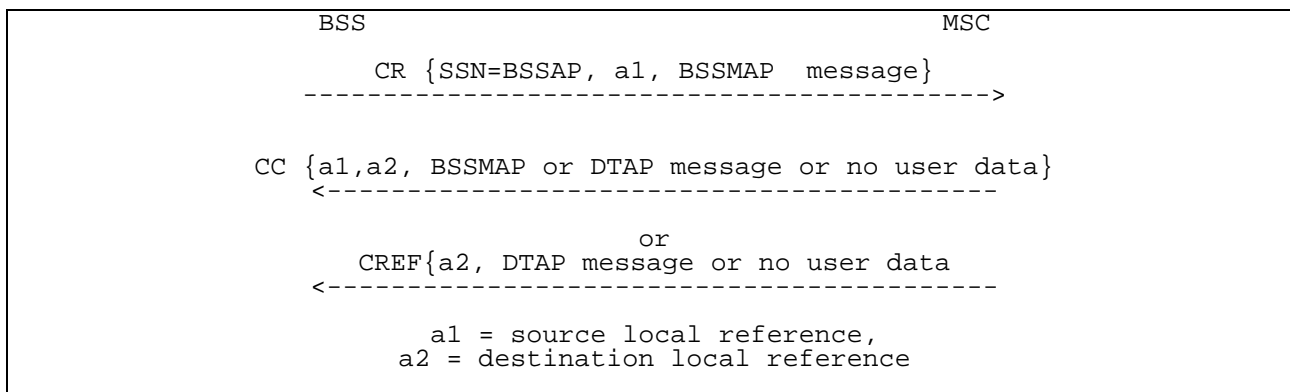 BSS MSC
CR {SSN=BSSAP, a1, BSSMAP message}
-------------------------------------------->
CC {a1,a2, BSSMAP or DTAP message or no user data}
<-------------------------------------------
or
CREF{a2, DTAP message or no user data
<-------------------------------------------
a1 = source local reference,
a2 = destination local reference